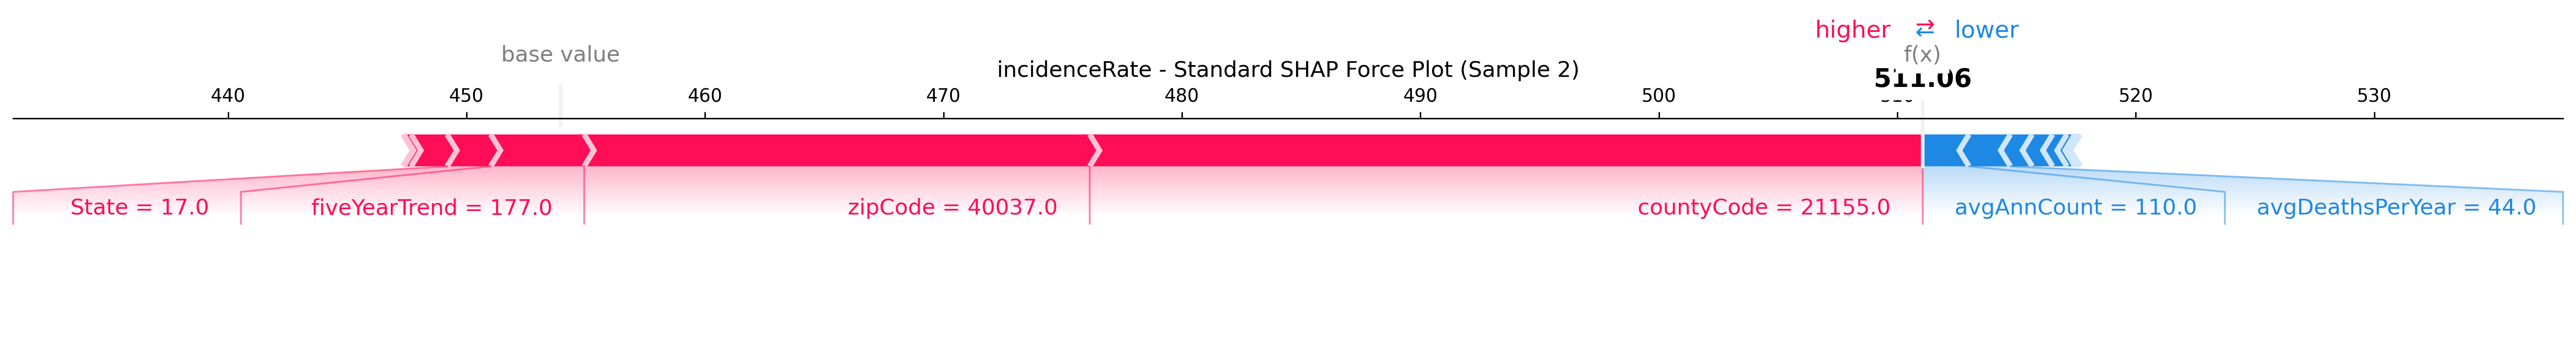 higher ⇄ lower
base value
f(x)
incidenceRate - Standard SHAP Force Plot (Sample 2)
511.06
440 450 460 470 480 490 500 510 520 530
State = 17.0 fiveYearTrend = 177.0 zipCode = 40037.0 countyCode = 21155.0 avgAnnCount = 110.0 avgDeathsPerYear = 44.0